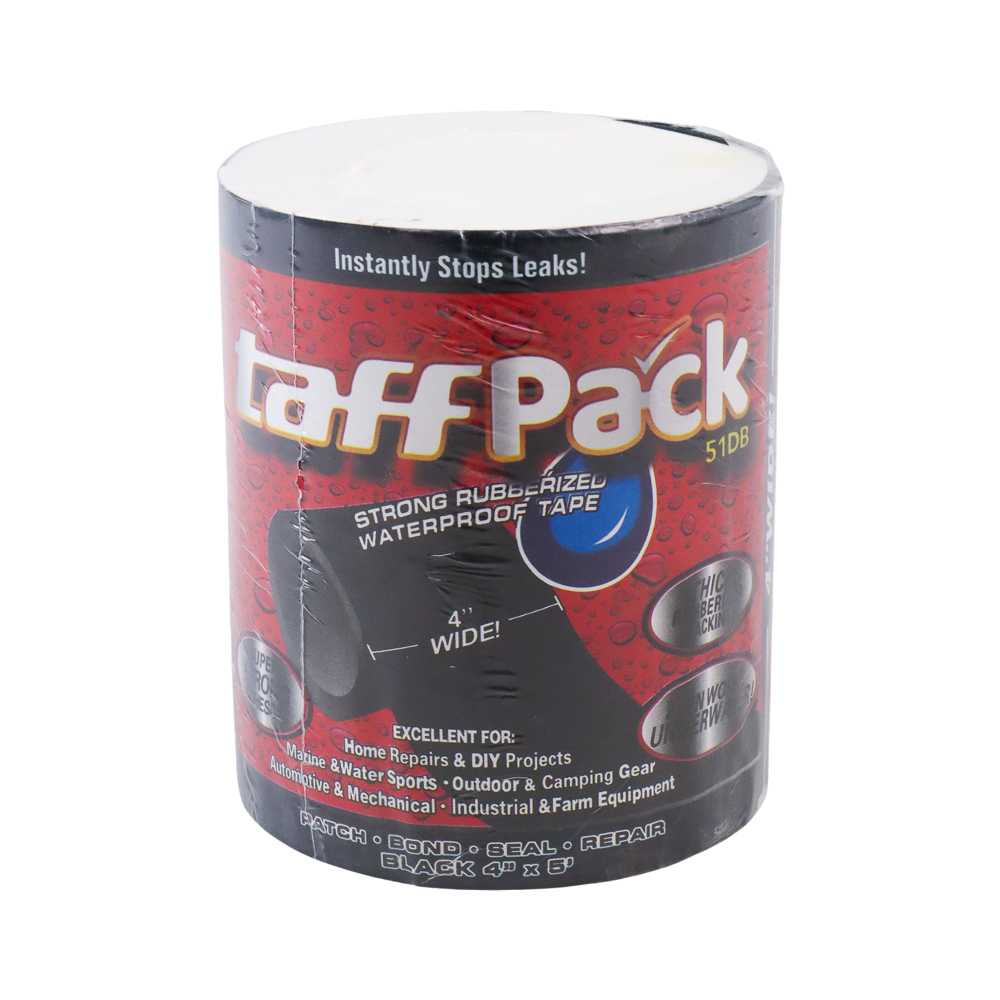 Instantly Stops Leaks!
taffPack
51DB
STRONG RUBBERIZED
WATERPROOF TAPE
4''
WIDE!
EXCELLENT FOR:
Home Repairs & DIY Projects
Marine & Water Sports · Outdoor & Camping Gear
Automotive & Mechanical · Industrial & Farm Equipment
PATCH · BOND · SEAL · REPAIR
BLACK 4" x 5'